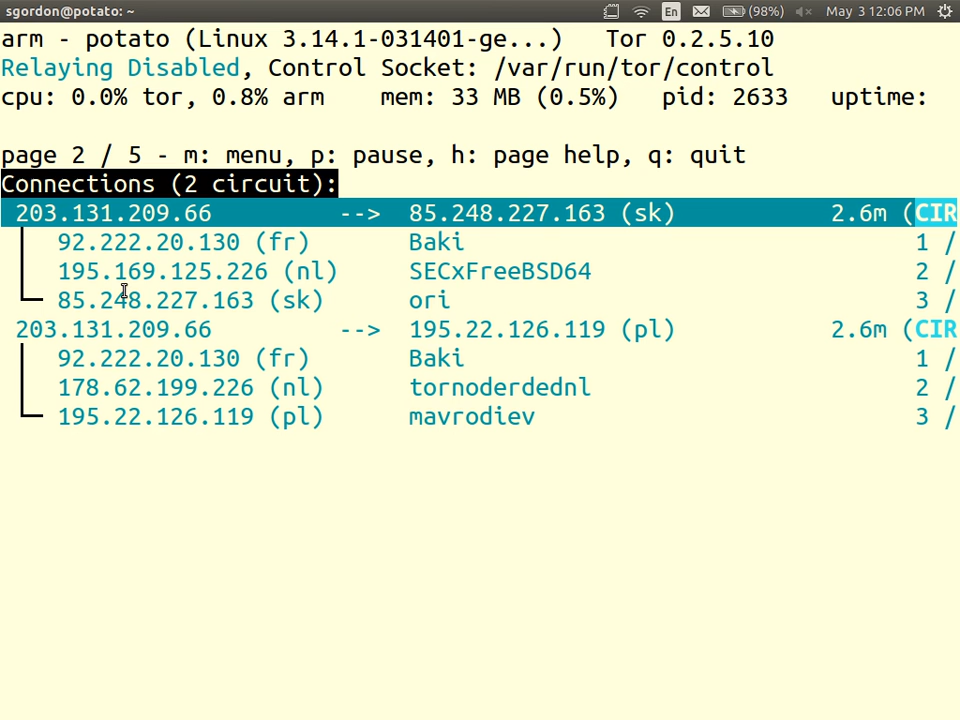 sgordon@potato: ~ En (98%) May 3 12:06 PM
arm - potato (Linux 3.14.1-031401-ge...) Tor 0.2.5.10
Relaying Disabled, Control Socket: /var/run/tor/control
cpu: 0.0% tor, 0.8% arm mem: 33 MB (0.5%) pid: 2633 uptime:
page 2 / 5 - m: menu, p: pause, h: page help, q: quit
Connections (2 circuit):
203.131.209.66 --> 85.248.227.163 (sk) 2.6m (CIR
92.222.20.130 (fr) Baki 1 /
195.169.125.226 (nl) SECxFreeBSD64 2 /
85.248.227.163 (sk) ori 3 /
203.131.209.66 --> 195.22.126.119 (pl) 2.6m (CIR
92.222.20.130 (fr) Baki 1 /
178.62.199.226 (nl) tornoderdednl 2 /
195.22.126.119 (pl) mavrodiev 3 /